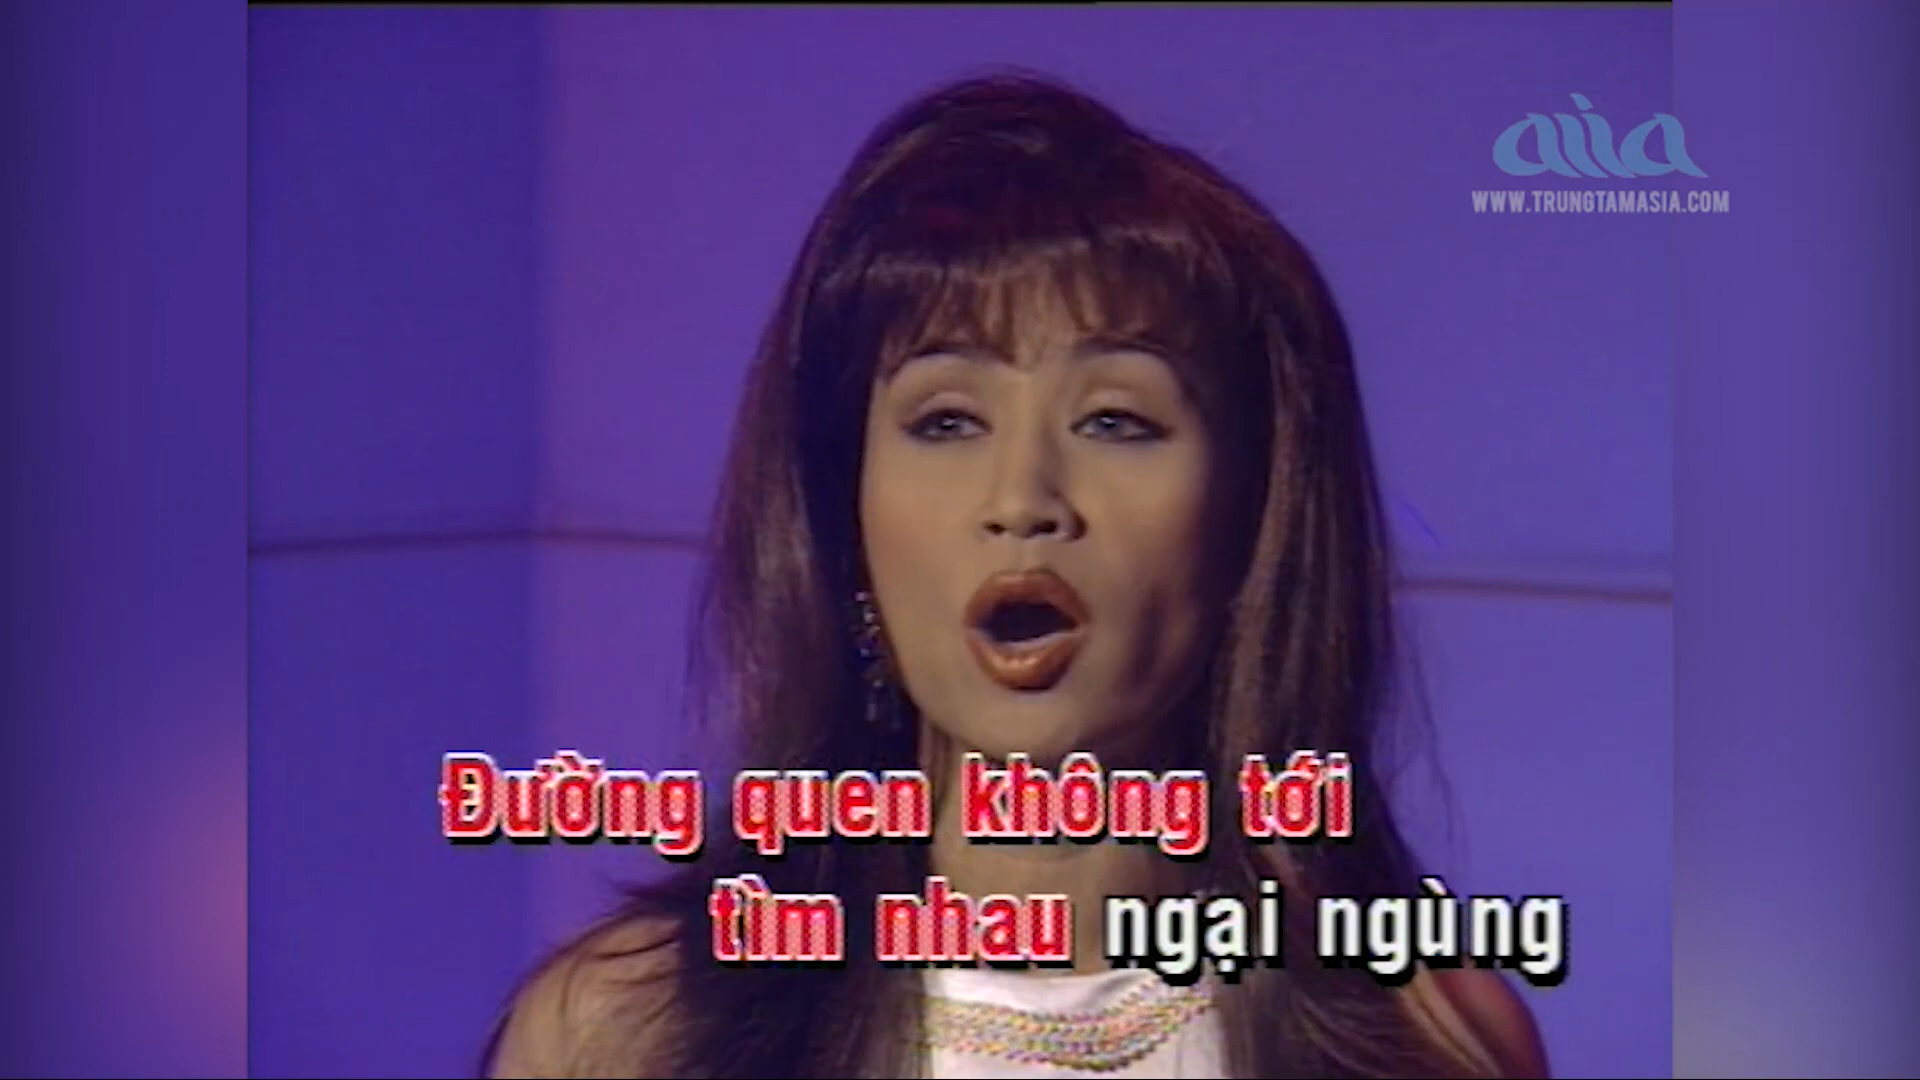 asia
WWW.TRUNGTAMASIA.COM
Đường quen không tới
tìm nhau ngại ngùng